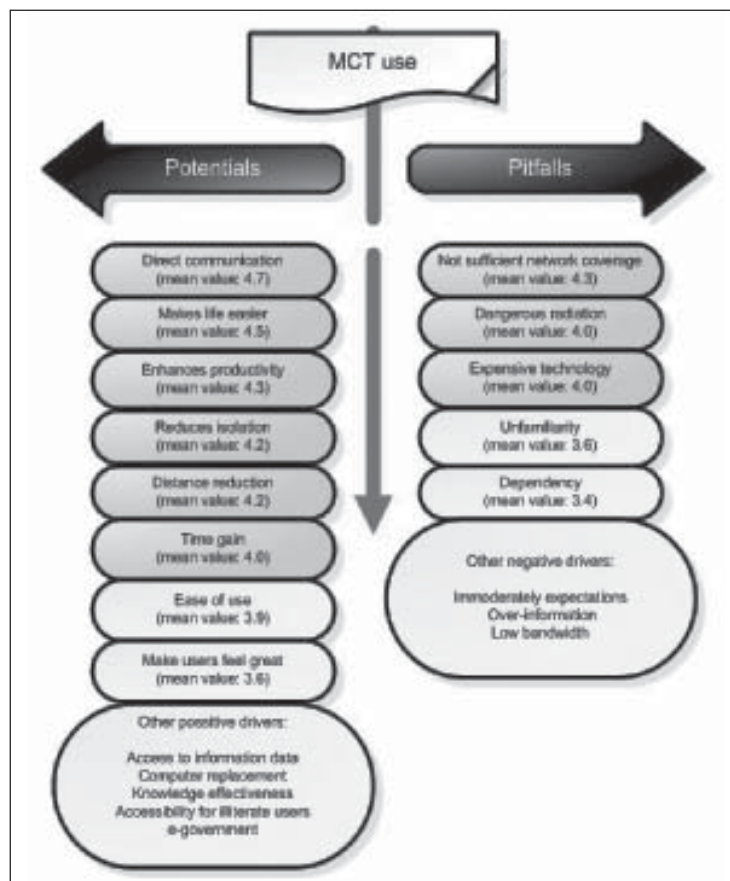 MCT use
Potentials
Pitfalls
Direct communication
(mean value: 4.7)
Makes life easier
(mean value: 4.5)
Enhances productivity
(mean value: 4.3)
Reduces isolation
(mean value: 4.2)
Distance reduction
(mean value: 4.2)
Time gain
(mean value: 4.0)
Ease of use
(mean value: 3.9)
Make users feel great
(mean value: 3.6)
Other possitive drivers:
Access to information data
Computer replacement
Knowledge effectiveness
Accessibility for illiterate users
e-government
Not sufficient network coverage
(mean value: 4.3)
Dangerous radiation
(mean value: 4.0)
Expensive technology
(mean value: 4.0)
Unfamiliarity
(mean value: 3.6)
Dependency
(mean value: 3.4)
Other negative drivers:
Immoderately expectations
Over-information
Low bandwidth